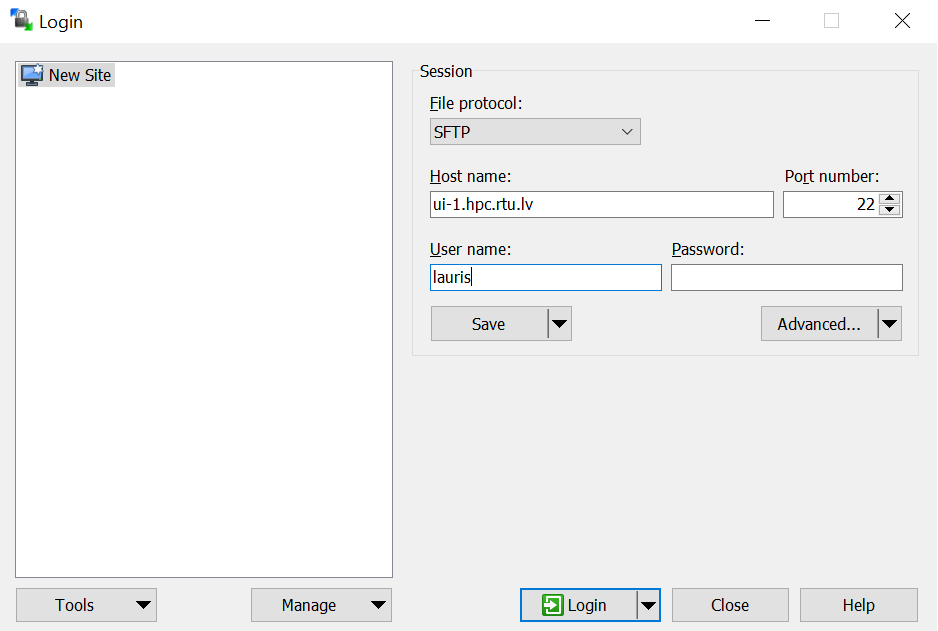 Login
New Site
Session
File protocol:
SFTP
Host name:
Port number:
ui-1.hpc.rtu.lv
22
User name:
Password:
lauris
Save
Advanced...
Tools
Manage
Login
Close
Help